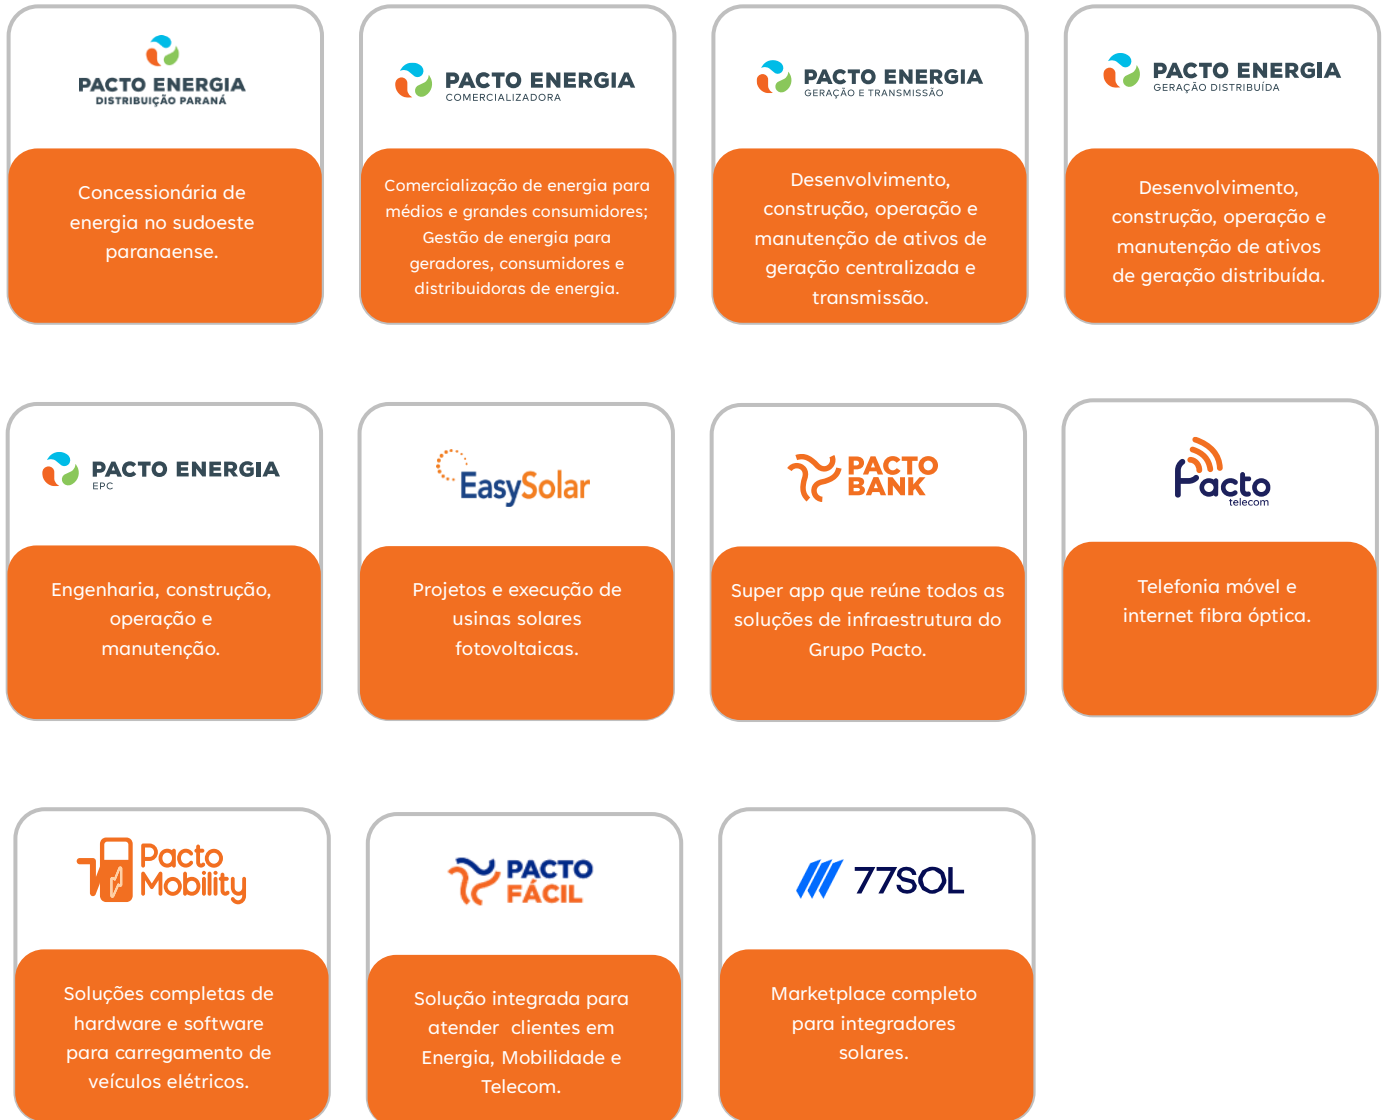 PACTO ENERGIA
DISTRIBUIÇÃO PARANÁ
Concessionária de
energia no sudoeste
paranaense.
PACTO ENERGIA
COMERCIALIZADORA
Comercialização de energia para
médios e grandes consumidores;
Gestão de energia para
geradores, consumidores e
distribuidoras de energia.
PACTO ENERGIA
GERAÇÃO E TRANSMISSÃO
Desenvolvimento,
construção, operação e
manutenção de ativos de
geração centralizada e
transmissão.
PACTO ENERGIA
GERAÇÃO DISTRIBUÍDA
Desenvolvimento,
construção, operação e
manutenção de ativos
de geração distribuída.
PACTO ENERGIA
EPC
Engenharia, construção,
operação e
manutenção.
EasySolar
Projetos e execução de
usinas solares
fotovoltaicas.
PACTO
BANK
Super app que reúne todos as
soluções de infraestrutura do
Grupo Pacto.
Pacto
telecom
Telefonia móvel e
internet fibra óptica.
Pacto
Mobility
Soluções completas de
hardware e software
para carregamento de
veículos elétricos.
PACTO
FÁCIL
Solução integrada para
atender clientes em
Energia, Mobilidade e
Telecom.
77SOL
Marketplace completo
para integradores
solares.